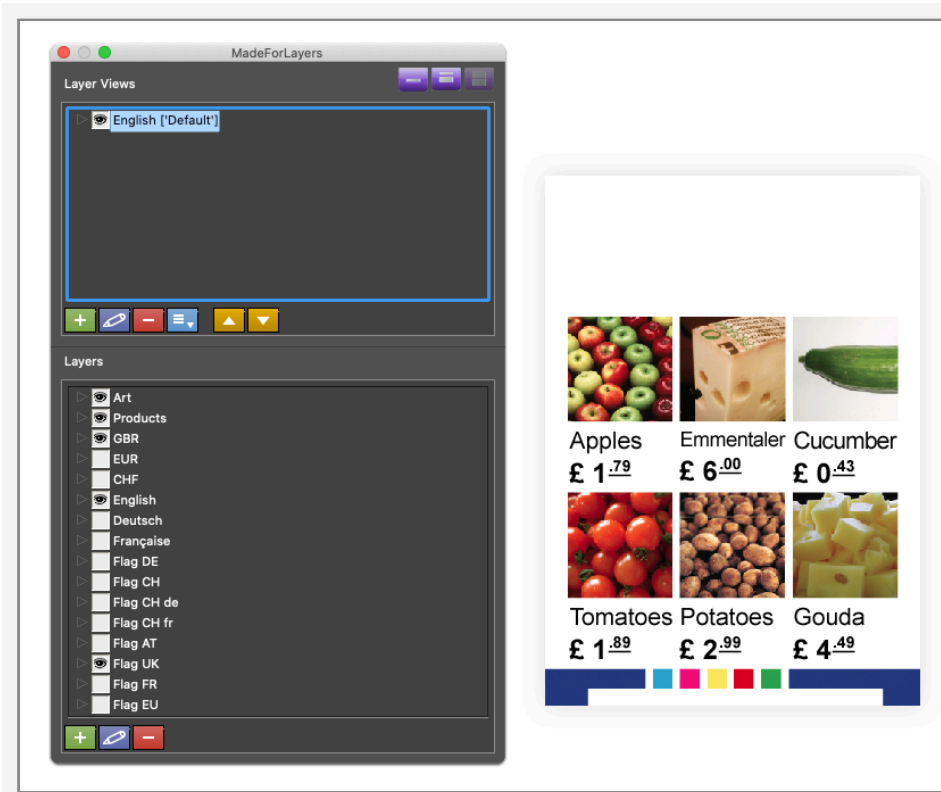 MadeForLayers
Layer Views
English ['Default']
Layers
Art
Products
GBR
EUR
CHF
English
Deutsch
Française
Flag DE
Flag CH
Flag CH de
Flag CH fr
Flag AT
Flag UK
Flag FR
Flag EU
Apples Emmentaler Cucumber
£ 1.79 £ 6.00 £ 0.43
Tomatoes Potatoes Gouda
£ 1.89 £ 2.99 £ 4.49